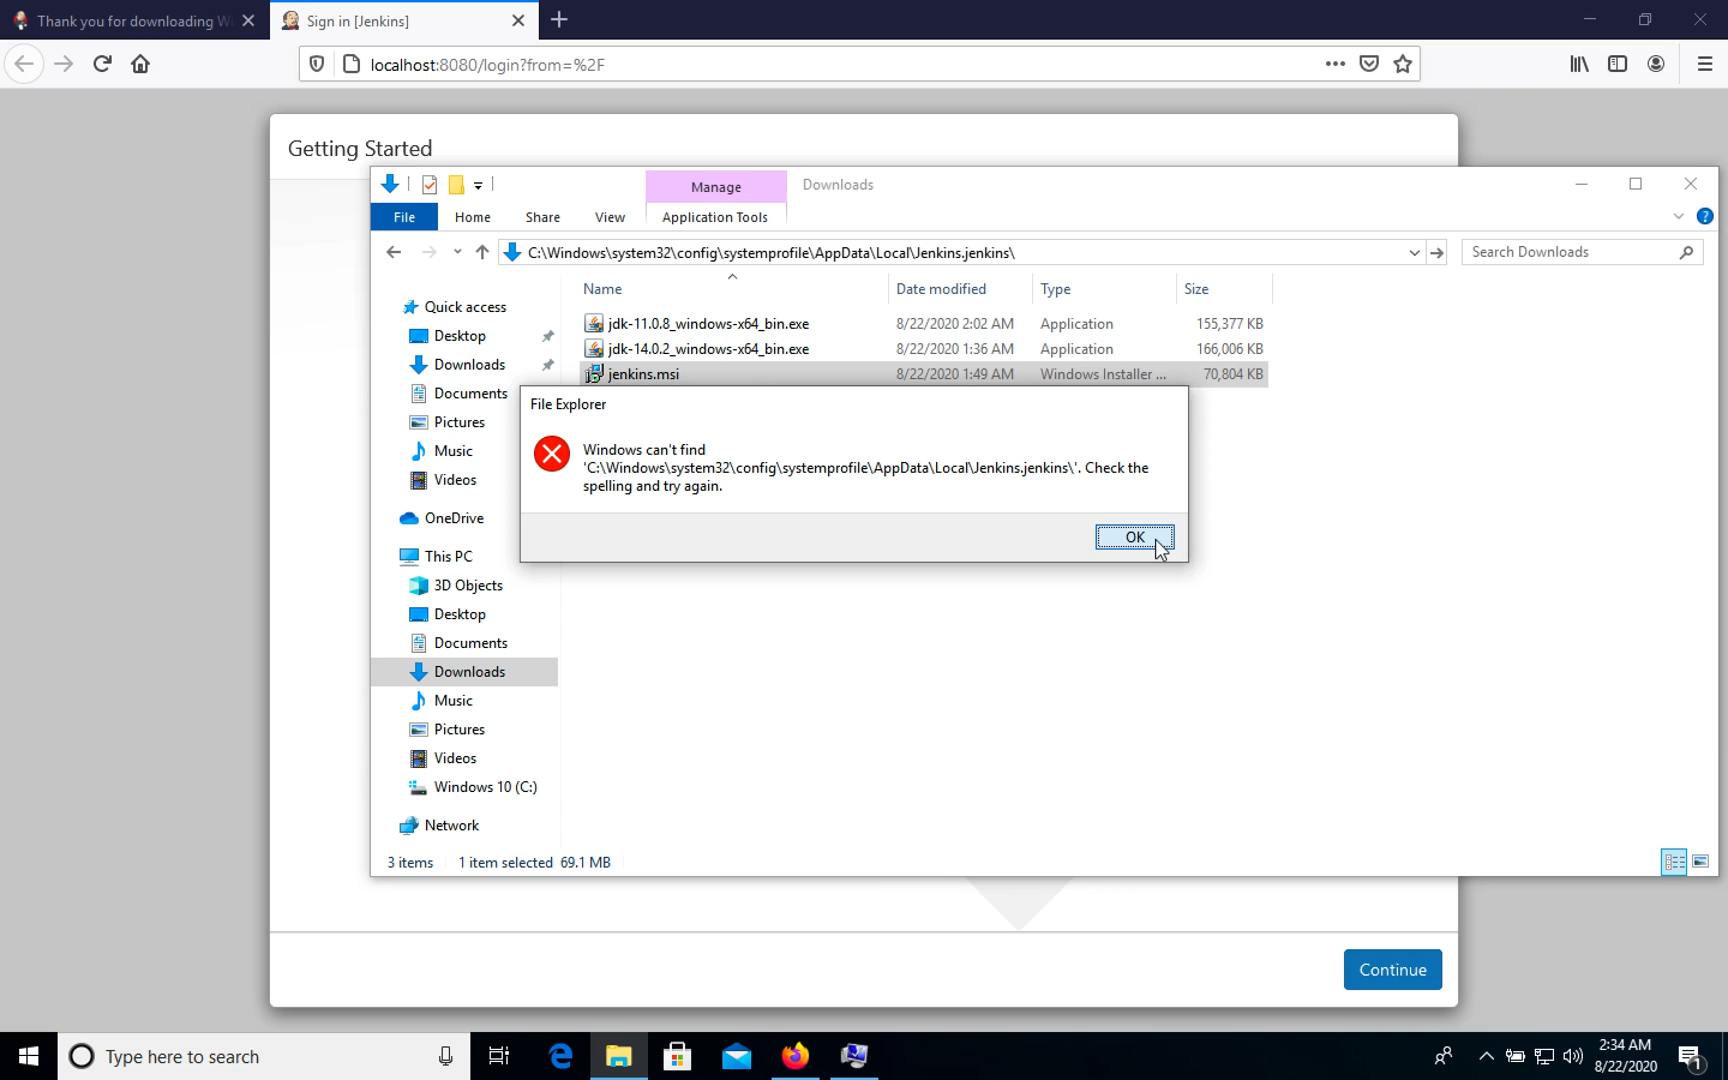 Thank you for downloading W
Sign in [Jenkins]
localhost:8080/login?from=%2F
Getting Started
Manage
Downloads
File
Home
Share
View
Application Tools
C:\Windows\system32\config\systemprofile\AppData\Local\Jenkins.jenkins\
Search Downloads
Name
Date modified
Type
Size
jdk-11.0.8_windows-x64_bin.exe
8/22/2020 2:02 AM
Application
155,377 KB
jdk-14.0.2_windows-x64_bin.exe
8/22/2020 1:36 AM
Application
166,006 KB
jenkins.msi
8/22/2020 1:49 AM
Windows Installer ...
70,804 KB
Quick access
Desktop
Downloads
Documents
Pictures
Music
Videos
OneDrive
This PC
3D Objects
Desktop
Documents
Downloads
Music
Pictures
Videos
Windows 10 (C:)
Network
File Explorer
Windows can't find
'C:\Windows\system32\config\systemprofile\AppData\Local\Jenkins.jenkins\'. Check the
spelling and try again.
OK
3 items
1 item selected 69.1 MB
Continue
Type here to search
2:34 AM
8/22/2020
1